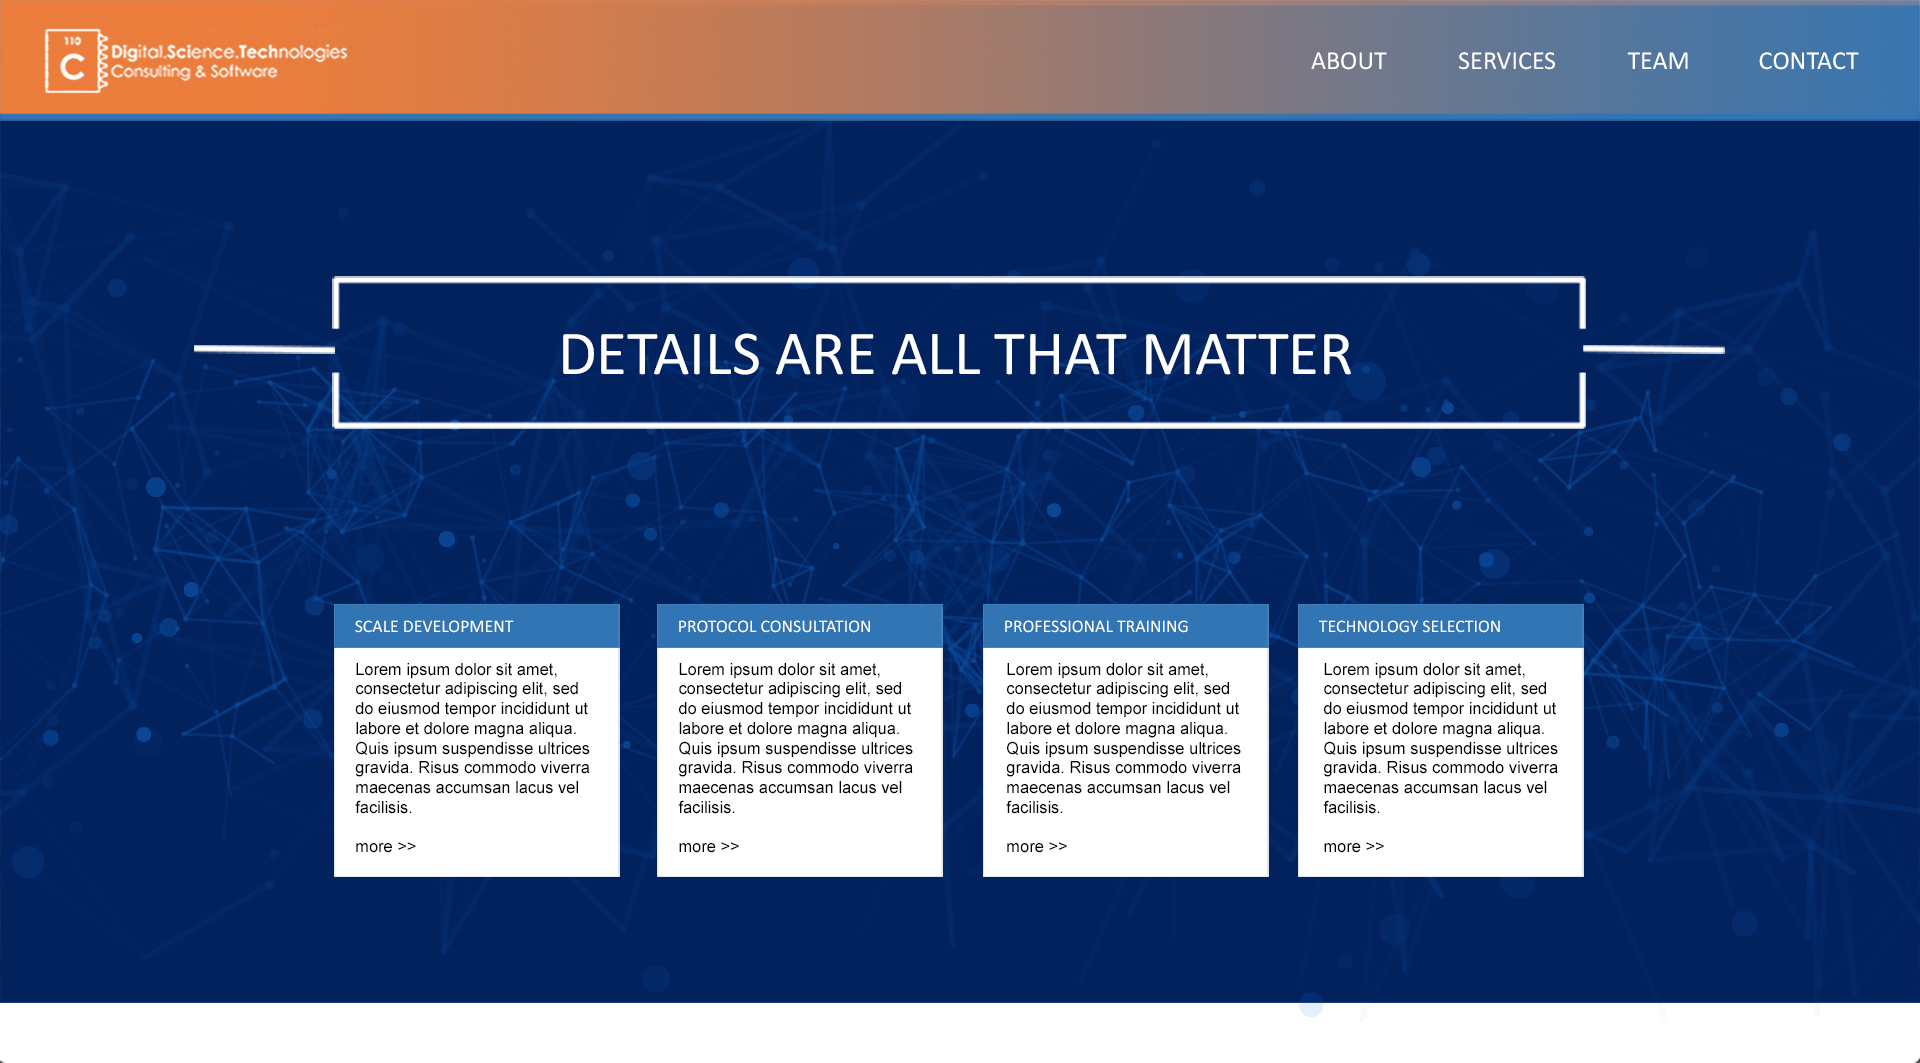 110
C
Digital.Science.Technologies
Consulting & Software
ABOUT SERVICES TEAM CONTACT
DETAILS ARE ALL THAT MATTER
SCALE DEVELOPMENT
Lorem ipsum dolor sit amet,
consectetur adipiscing elit, sed
do eiusmod tempor incididunt ut
labore et dolore magna aliqua.
Quis ipsum suspendisse ultrices
gravida. Risus commodo viverra
maecenas accumsan lacus vel
facilisis.
more >>
PROTOCOL CONSULTATION
Lorem ipsum dolor sit amet,
consectetur adipiscing elit, sed
do eiusmod tempor incididunt ut
labore et dolore magna aliqua.
Quis ipsum suspendisse ultrices
gravida. Risus commodo viverra
maecenas accumsan lacus vel
facilisis.
more >>
PROFESSIONAL TRAINING
Lorem ipsum dolor sit amet,
consectetur adipiscing elit, sed
do eiusmod tempor incididunt ut
labore et dolore magna aliqua.
Quis ipsum suspendisse ultrices
gravida. Risus commodo viverra
maecenas accumsan lacus vel
facilisis.
more >>
TECHNOLOGY SELECTION
Lorem ipsum dolor sit amet,
consectetur adipiscing elit, sed
do eiusmod tempor incididunt ut
labore et dolore magna aliqua.
Quis ipsum suspendisse ultrices
gravida. Risus commodo viverra
maecenas accumsan lacus vel
facilisis.
more >>